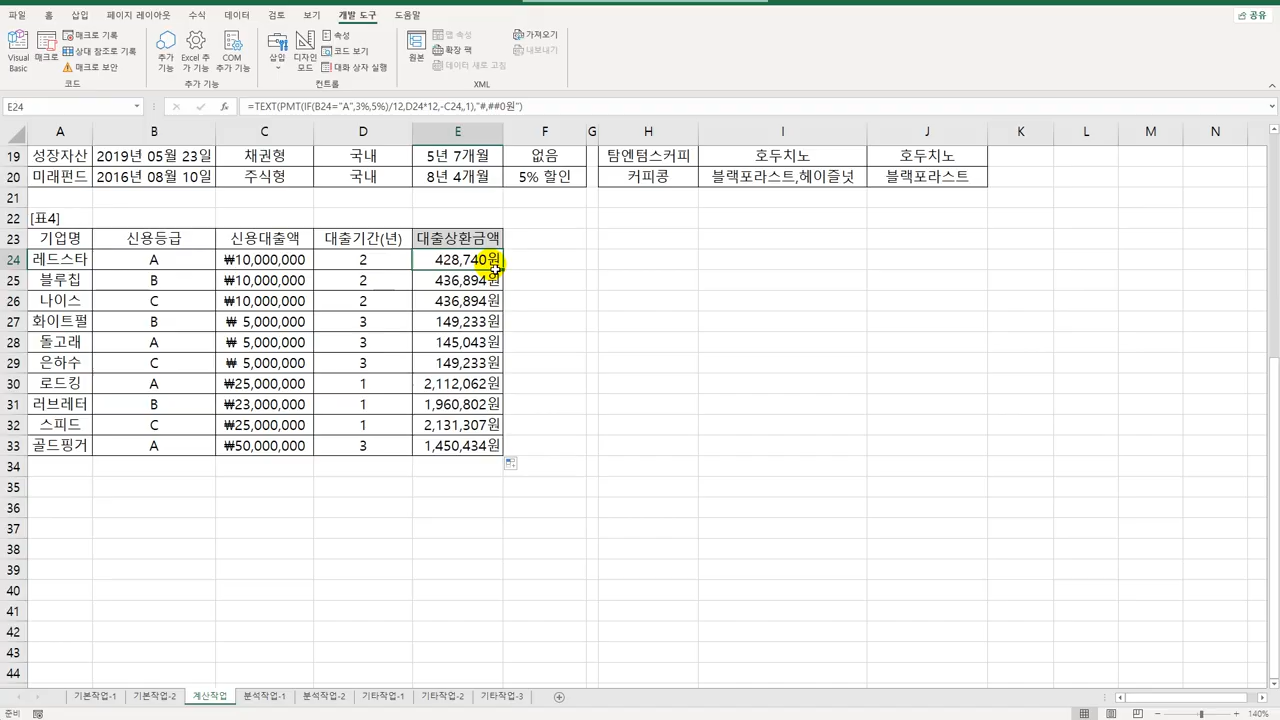 파일 홈 삽입 페이지 레이아웃 수식 데이터 검토 보기 개발 도구 도움말 공유
Visual Basic 매크로 매크로 기록 상대 참조로 기록 매크로 보안 코드
추가 기능 Excel 추가 기능 COM 추가 기능 추가 기능
삽입 디자인 모드 속성 코드 보기 대화 상자 실행 컨트롤
원본 맵 속성 확장 팩 데이터 새로 고침 가져오기 내보내기 XML
E24 fx =TEXT(PMT(IF(B24="A",3%,5%)/12,D24*12,-C24,,1),"#,##0원")
A B C D E F G H I J K L M N
19 성장자산 2019년 05월 23일 채권형 국내 5년 7개월 없음 탐엔텀스커피 호두치노 호두치노
20 미래펀드 2016년 08월 10일 주식형 국내 8년 4개월 5% 할인 커피콩 블랙포라스트,헤이즐넛 블랙포라스트
21
22 [표4]
23 기업명 신용등급 신용대출액 대출기간(년) 대출상환금액
24 레드스타 A ₩10,000,000 2 428,740원
25 블루칩 B ₩10,000,000 2 436,894원
26 나이스 C ₩10,000,000 2 436,894원
27 화이트펄 B ₩ 5,000,000 3 149,233원
28 돌고래 A ₩ 5,000,000 3 145,043원
29 은하수 C ₩ 5,000,000 3 149,233원
30 로드킹 A ₩25,000,000 1 2,112,062원
31 러브레터 B ₩23,000,000 1 1,960,802원
32 스피드 C ₩25,000,000 1 2,131,307원
33 골드핑거 A ₩50,000,000 3 1,450,434원
34
35
36
37
38
39
40
41
42
43
44
기본작업-1 기본작업-2 계산작업 분석작업-1 분석작업-2 기타작업-1 기타작업-2 기타작업-3
준비 140%